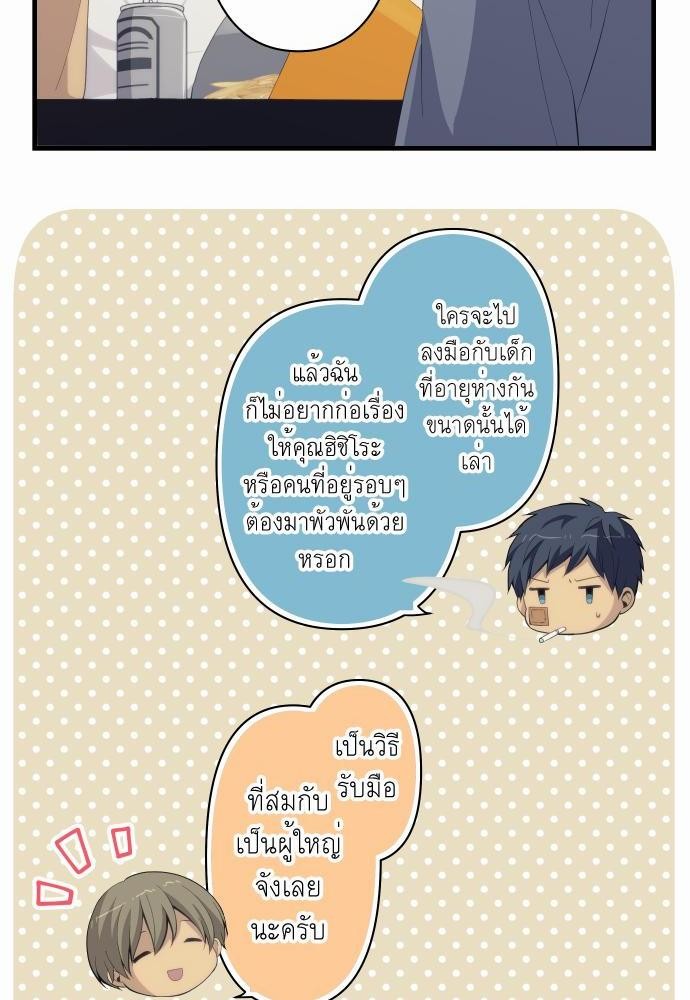 ใครจะไป
ลงมือกับเด็ก
ที่อายุห่างกัน
ขนาดนั้นได้
เล่า
แล้วฉัน
ก็ไม่อยากก่อเรื่อง
ให้คุณฮิชิโระ
หรือคนที่อยู่รอบๆ
ต้องมาพัวพันด้วย
หรอก
เป็นวิธี
รับมือ
ที่สมกับ
เป็นผู้ใหญ่
จังเลย
นะครับ